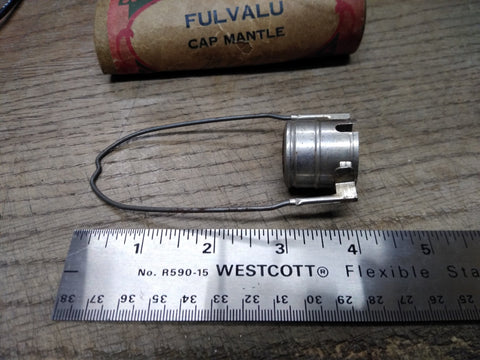 FULVALU
CAP MANTLE
1 2 3 4 5
No. R590-15 WESTCOTT® Flexible Sta
38 37 36 35 34 33 32 31 30 29 28 27 26 25